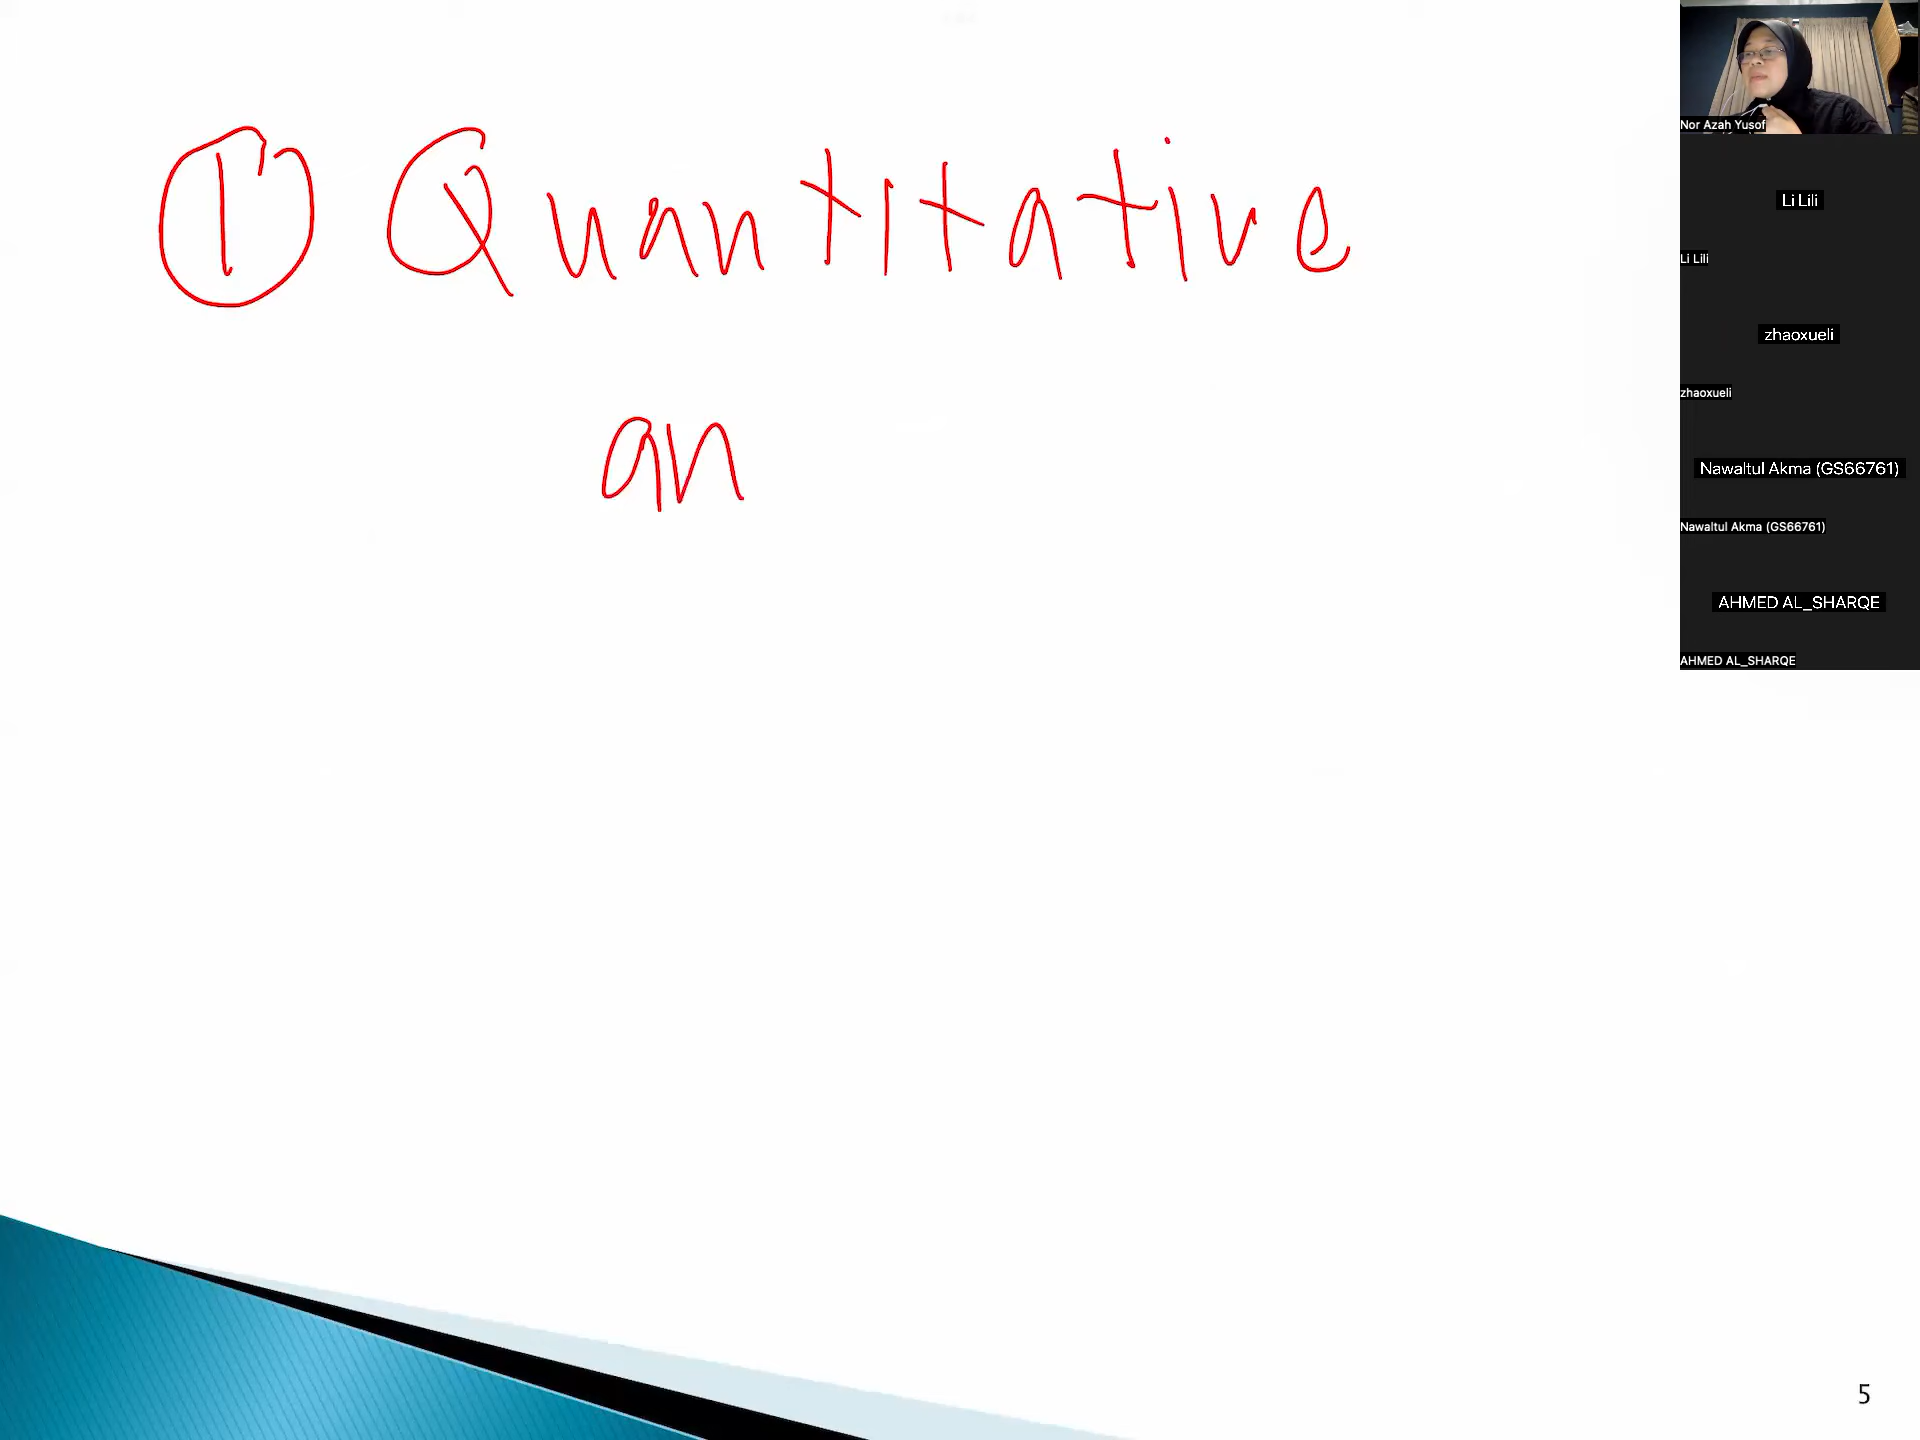 ① Quantitative
an
Nor Azah Yusof
Li Lili
Li Lili
zhaoxueli
zhaoxueli
Nawaltul Akma (GS66761)
Nawaltul Akma (GS66761)
AHMED AL_SHARQE
AHMED AL_SHARQE
5